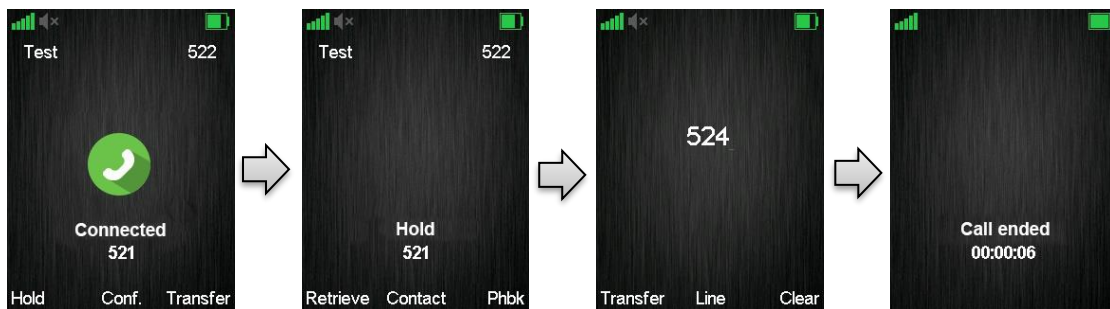 Test 522
Connected
521
Hold Conf. Transfer
Test 522
Hold
521
Retrieve Contact Phbk
524_
Transfer Line Clear
Call ended
00:00:06